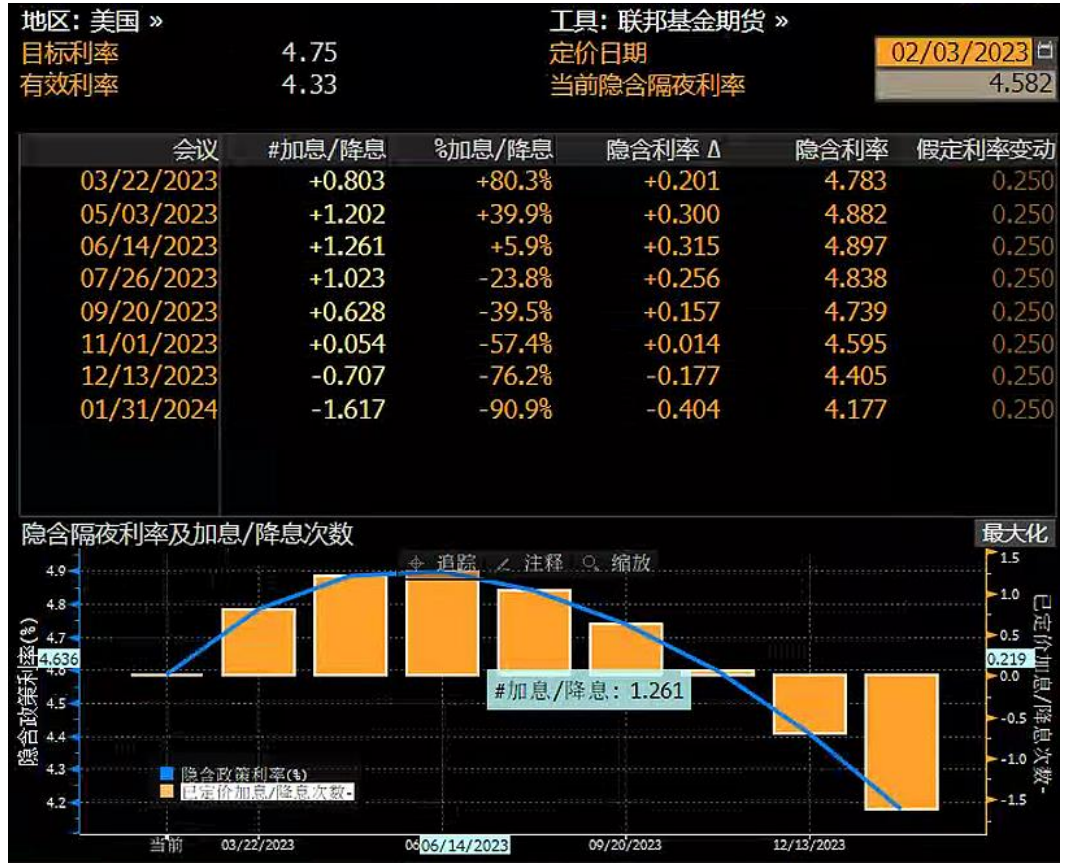 地区: 美国 » 工具: 联邦基金期货 »
目标利率 4.75 定价日期 02/03/2023
有效利率 4.33 当前隐含隔夜利率 4.582
会议 #加息/降息 %加息/降息 隐含利率 Δ 隐含利率 假定利率变动
03/22/2023 +0.803 +80.3% +0.201 4.783 0.250
05/03/2023 +1.202 +39.9% +0.300 4.882 0.250
06/14/2023 +1.261 +5.9% +0.315 4.897 0.250
07/26/2023 +1.023 -23.8% +0.256 4.838 0.250
09/20/2023 +0.628 -39.5% +0.157 4.739 0.250
11/01/2023 +0.054 -57.4% +0.014 4.595 0.250
12/13/2023 -0.707 -76.2% -0.177 4.405 0.250
01/31/2024 -1.617 -90.9% -0.404 4.177 0.250
隐含隔夜利率及加息/降息次数 最大化
追踪 注释 缩放
隐含政策利率(%)
4.9
4.8
4.7
4.636
4.6
4.5
4.4
4.3
4.2
1.5
1.0
0.5
0.219
0.0
-0.5
-1.0
-1.5
已定价加息/降息次数-
#加息/降息: 1.261
隐含政策利率(%)
已定价加息/降息次数-
当前 03/22/2023 06/14/2023 09/20/2023 12/13/2023